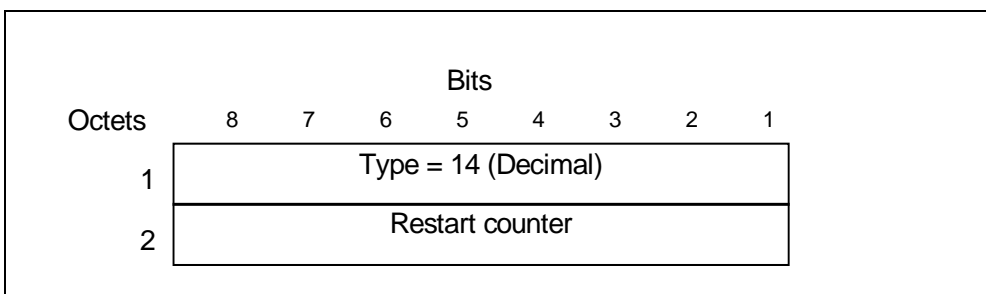 Bits
Octets 8 7 6 5 4 3 2 1
1 Type = 14 (Decimal)
2 Restart counter